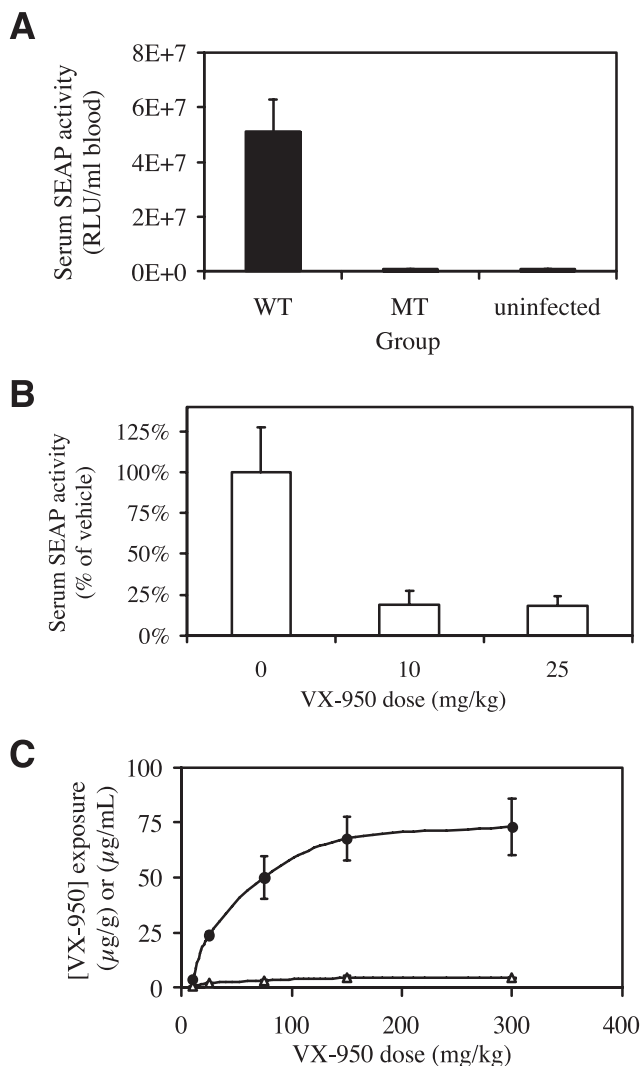 A
Serum SEAP activity
(RLU/ml blood)
8E+7
6E+7
4E+7
2E+7
0E+0
WT MT uninfected
Group
B
Serum SEAP activity
(% of vehicle)
125%
100%
75%
50%
25%
0%
0 10 25
VX-950 dose (mg/kg)
C
[VX-950] exposure
(µg/g) or (µg/mL)
100
75
50
25
0
0 100 200 300 400
VX-950 dose (mg/kg)